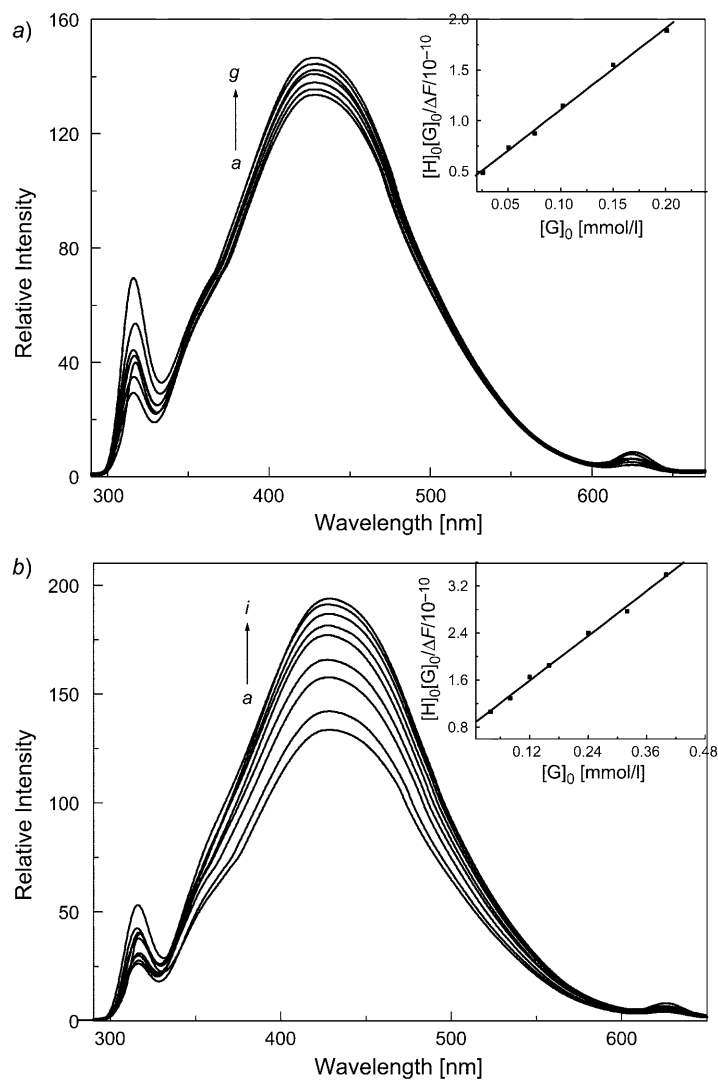 a)
160
120
80
40
0
Relative Intensity
300 400 500 600
Wavelength [nm]
g
a
2.0
1.5
1.0
0.5
[H]₀[G]₀/ΔF/10⁻¹⁰
0.05 0.10 0.15 0.20
[G]₀ [mmol/l]
b)
200
150
100
50
0
Relative Intensity
300 400 500 600
Wavelength [nm]
i
a
3.2
2.4
1.6
0.8
[H]₀[G]₀/ΔF/10⁻¹⁰
0.12 0.24 0.36 0.48
[G]₀ [mmol/l]